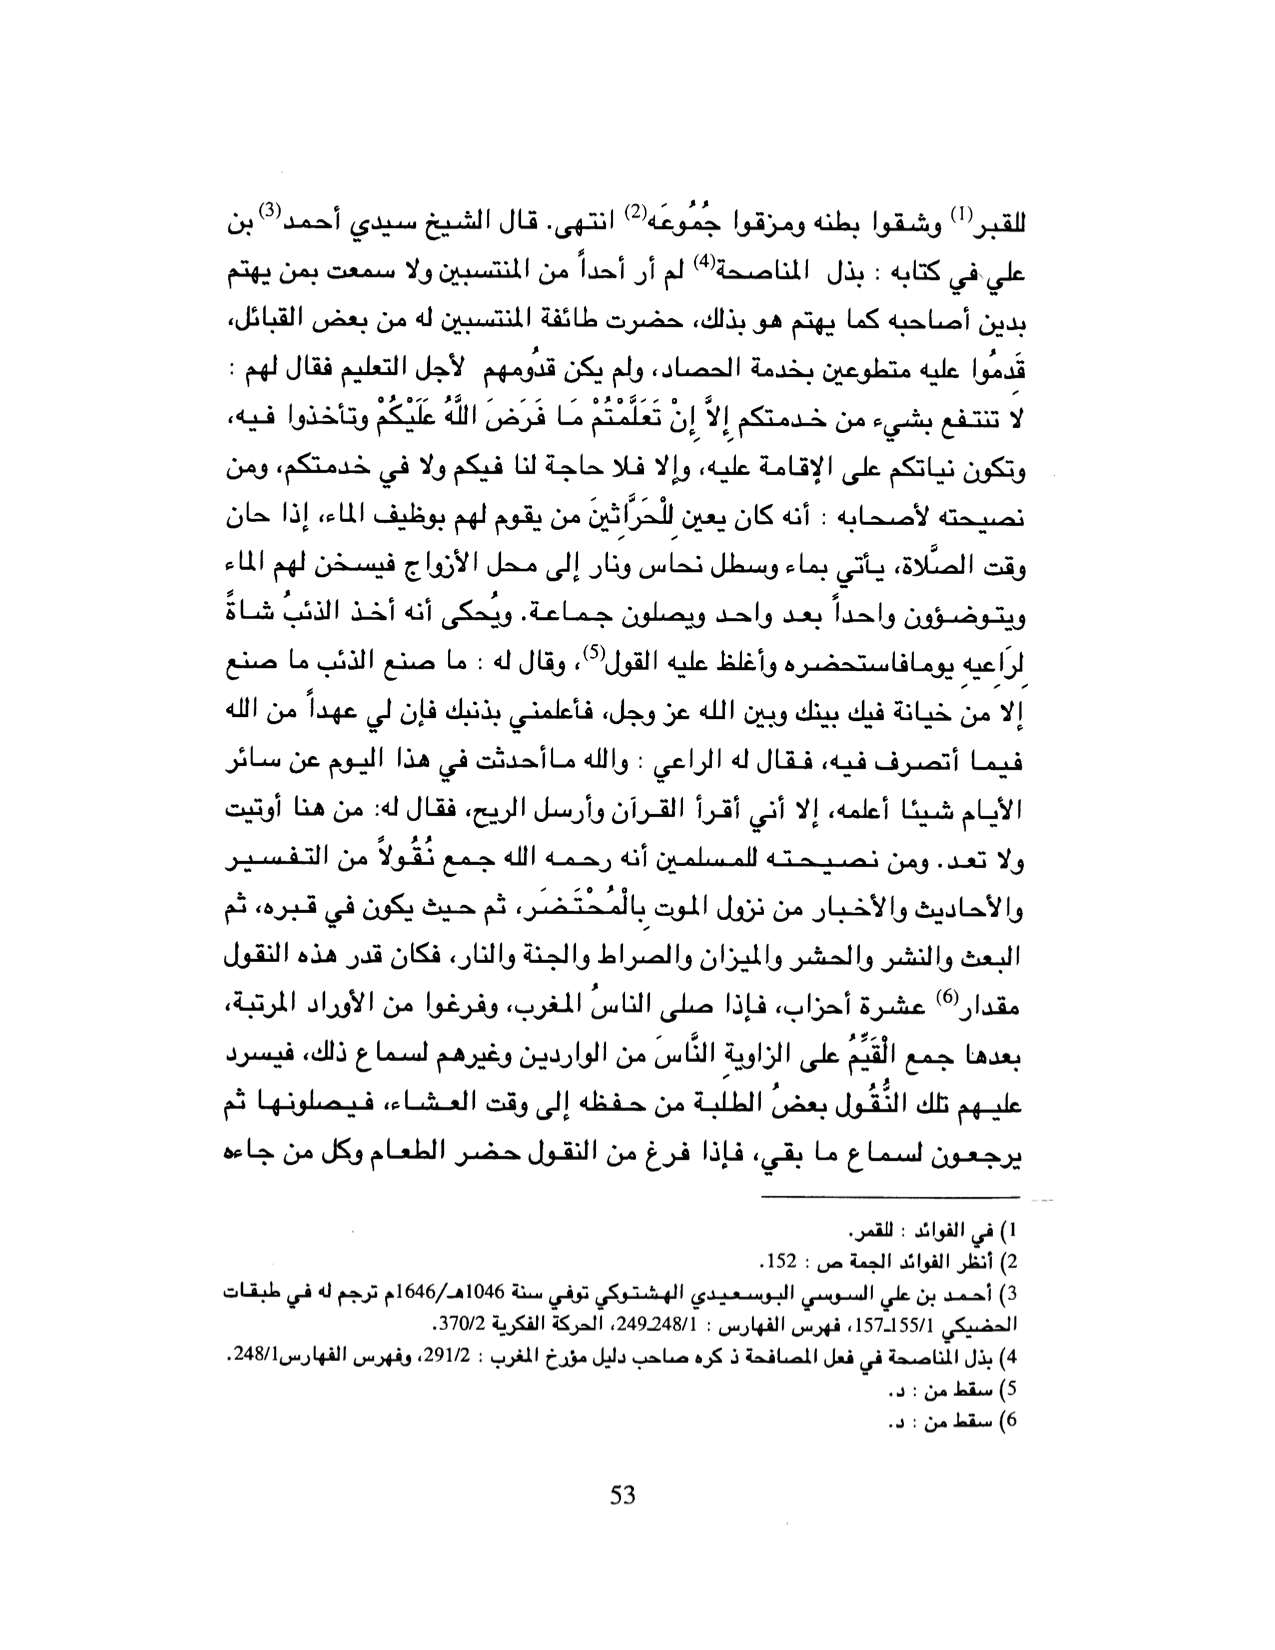 للقبر(1) وشقوا بطنه ومزقوا جُمُوعَه(2) انتهى. قال الشيخ سيدي أحمد(3) بن
علي في كتابه : بذل المناصحة(4) لم أر أحداً من المنتسبين ولا سمعت بمن يهتم
بدين أصاحبه كما يهتم هو بذلك، حضرت طائفة المنتسبين له من بعض القبائل،
قَدِمُوا عليه متطوعين بخدمة الحصاد، ولم يكن قدُومهم لأجل التعليم فقال لهم :
لا تنتفع بشيء من خدمتكم إِلاَّ إِنْ تَعَلَّمْتُمْ مَا فَرَضَ اللَّهُ عَلَيْكُمْ وتأخذوا فيه،
وتكون نياتكم على الإقامة عليه، وإلا فلا حاجة لنا فيكم ولا في خدمتكم، ومن
نصيحته لأصحابه : أنه كان يعين لِلْحَرَّاثِينَ من يقوم لهم بوظيف الماء، إذا حان
وقت الصَّلاة، يأتي بماء وسطل نحاس ونار إلى محل الأزواج فيسخن لهم الماء
ويتوضؤون واحداً بعد واحد ويصلون جماعة. ويُحكى أنه أخذ الذئبُ شاةً
لِرَاعِيهِ يومافاستحضره وأغلظ عليه القول(5)، وقال له : ما صنع الذئب ما صنع
إلا من خيانة فيك بينك وبين الله عز وجل، فأعلمني بذنبك فإن لي عهداً من الله
فيما أتصرف فيه، فقال له الراعي : والله ماأحدثت في هذا اليوم عن سائر
الأيام شيئا أعلمه، إلا أني أقرأ القرآن وأرسل الريح، فقال له: من هنا أوتيت
ولا تعد. ومن نصيحته للمسلمين أنه رحمه الله جمع نُقُولاً من التفسير
والأحاديث والأخبار من نزول الموت بِالْمُحْتَضَر، ثم حيث يكون في قبره، ثم
البعث والنشر والحشر والميزان والصراط والجنة والنار، فكان قدر هذه النقول
مقدار(6) عشرة أحزاب، فإذا صلى الناسُ المغرب، وفرغوا من الأوراد المرتبة،
بعدها جمع الْقَيِّمُ على الزاويةِ النَّاسَ من الواردين وغيرهم لسماع ذلك، فيسرد
عليهم تلك النُّقُول بعضُ الطلبة من حفظه إلى وقت العشاء، فيصلونها ثم
يرجعون لسماع ما بقي، فإذا فرغ من النقول حضر الطعام وكل من جاءه
1) في الفوائد : للقمر.
2) أنظر الفوائد الجمة ص : 152.
3) أحمد بن علي السوسي البوسعيدي الهشتوكي توفي سنة 1046هـ/1646م ترجم له في طبقات
الحضيكي 155/1ـ157، فهرس الفهارس : 248/1ـ249، الحركة الفكرية 370/2.
4) بذل المناصحة في فعل المصافحة ذكره صاحب دليل مؤرخ المغرب : 291/2، وفهرس الفهارس248/1.
5) سقط من : د.
6) سقط من : د.
53